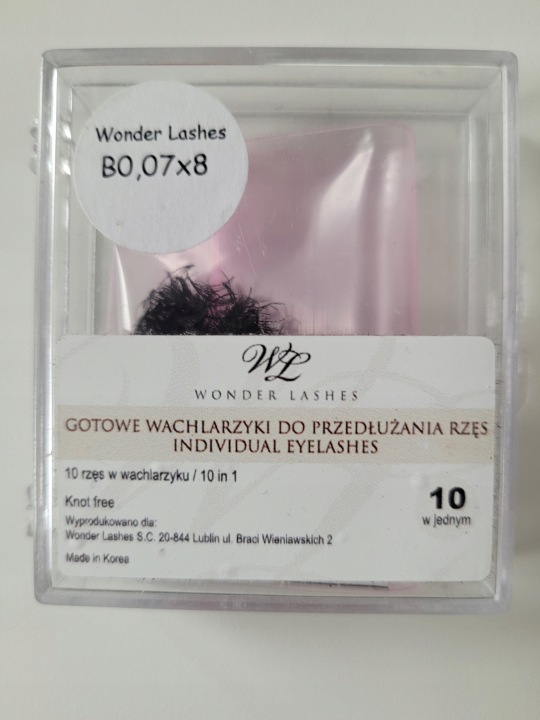 Wonder Lashes
B0,07x8
WL
WONDER LASHES
GOTOWE WACHLARZYKI DO PRZEDŁUŻANIA RZĘS
INDIVIDUAL EYELASHES
10 rzęs w wachlarzyku / 10 in 1
Knot free
10
w jednym
Wyprodukowano dla:
Wonder Lashes S.C. 20-844 Lublin ul. Braci Wieniawskich 2
Made in Korea